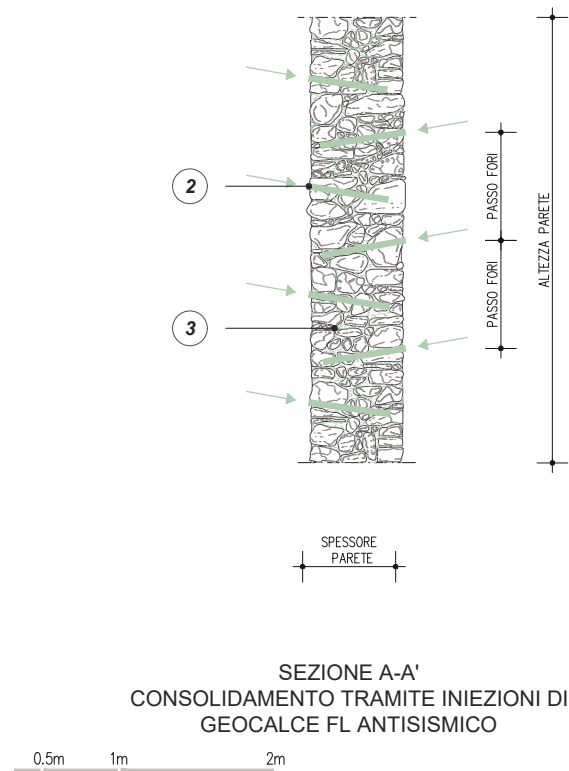 2
3
PASSO FORI
PASSO FORI
ALTEZZA PARETE
SPESSORE
PARETE
SEZIONE A-A'
CONSOLIDAMENTO TRAMITE INIEZIONI DI
GEOCALCE FL ANTISISMICO
0.5m 1m 2m